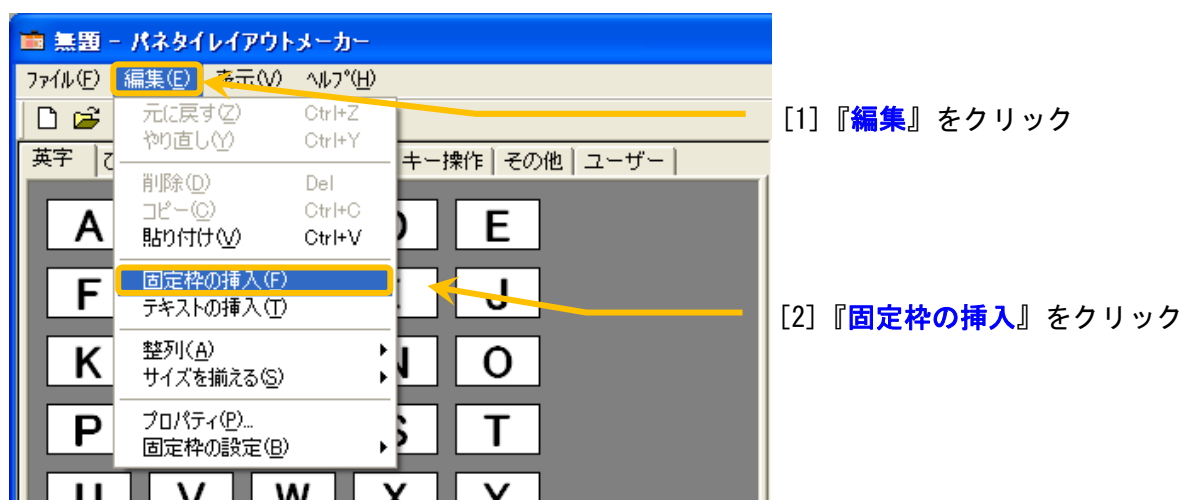 無題 - パネタイレイアウトメーカー
ファイル(F) 編集(E) 表示(V) ヘルプ(H)
元に戻す(Z) Ctrl+Z
やり直し(Y) Ctrl+Y
[1]『編集』をクリック
英字 ひ キー操作 その他 ユーザー
削除(D) Del
コピー(C) Ctrl+C
貼り付け(V) Ctrl+V
A E
固定枠の挿入(F)
テキストの挿入(T)
F J
[2]『固定枠の挿入』をクリック
整列(A)
サイズを揃える(S)
K N O
プロパティ(P)...
固定枠の設定(B)
P S T
U V W X Y